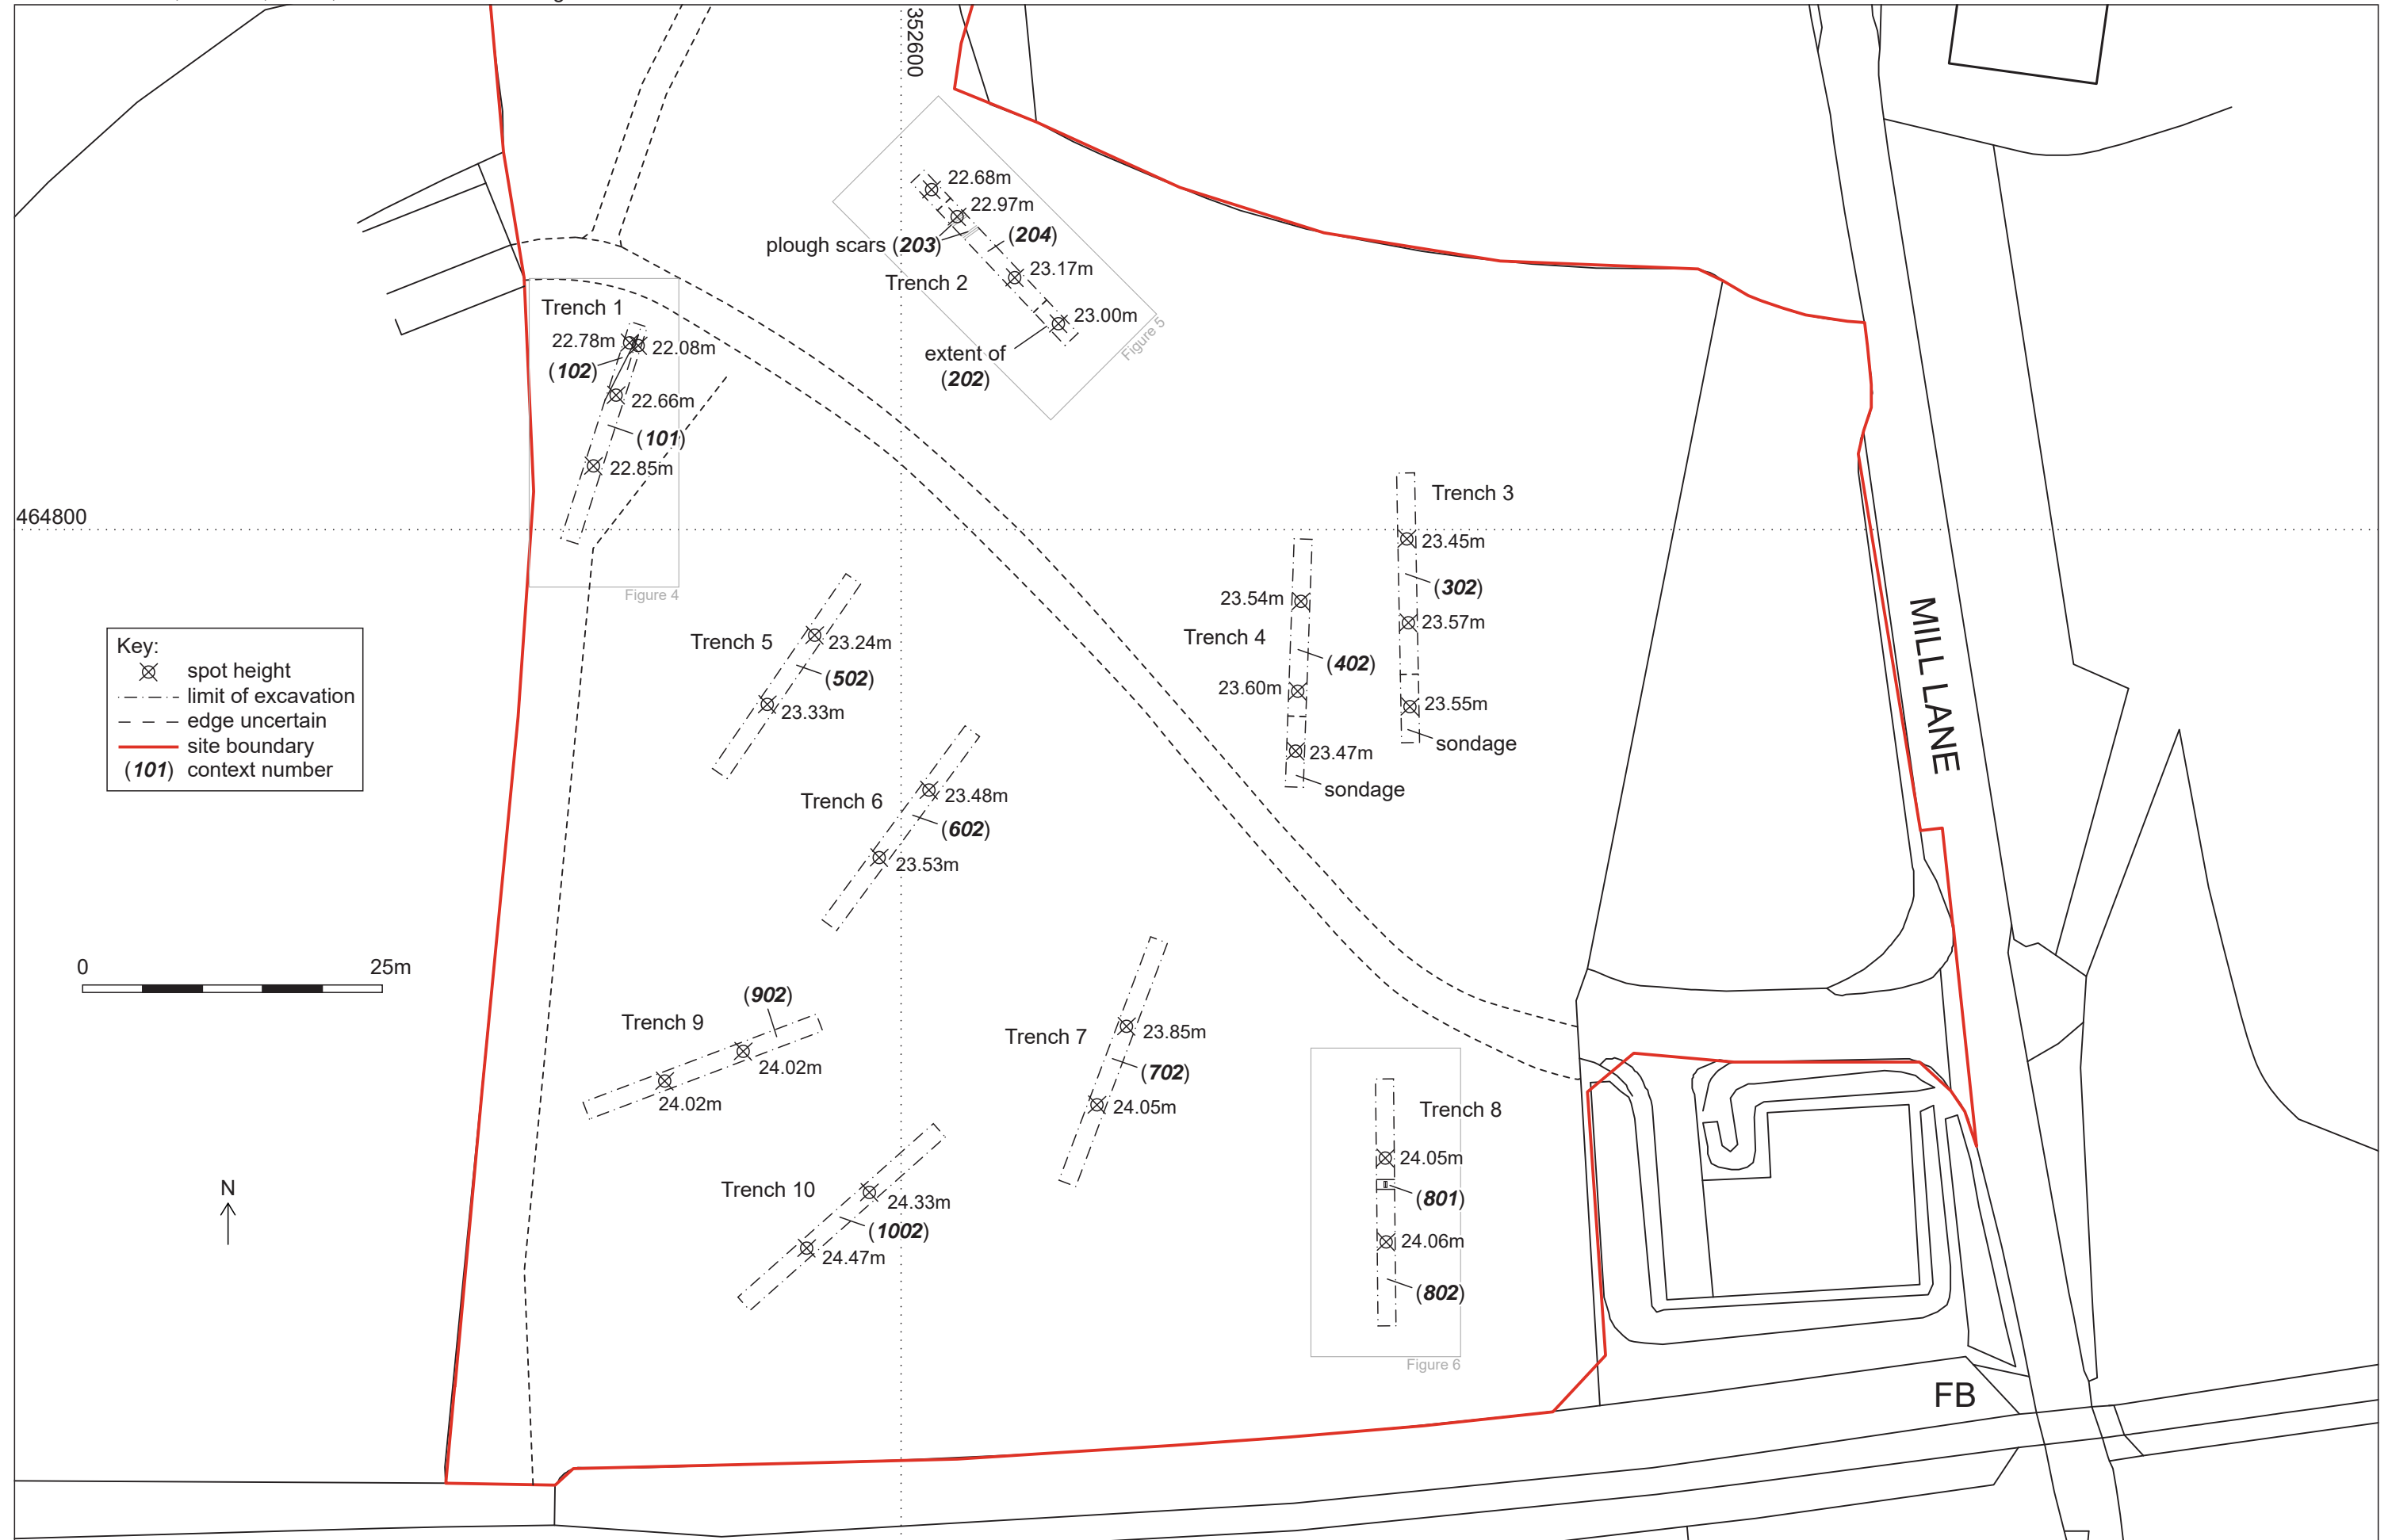 352600
22.68m
22.97m
plough scars (203)
(204)
23.17m
Trench 2
23.00m
extent of
(202)
Figure 5
Trench 1
22.78m
22.08m
(102)
22.66m
(101)
22.85m
Figure 4
464800
Trench 3
23.45m
(302)
23.57m
23.55m
sondage
23.54m
Trench 4
(402)
23.60m
23.47m
sondage
MILL LANE
Trench 5
23.24m
(502)
23.33m
Key:
spot height
limit of excavation
edge uncertain
site boundary
(101) context number
Trench 6
23.48m
(602)
23.53m
0 25m
(902)
Trench 9
24.02m
24.02m
Trench 7
23.85m
(702)
24.05m
Trench 8
24.05m
(801)
24.06m
(802)
Figure 6
N
Trench 10
24.33m
(1002)
24.47m
FB